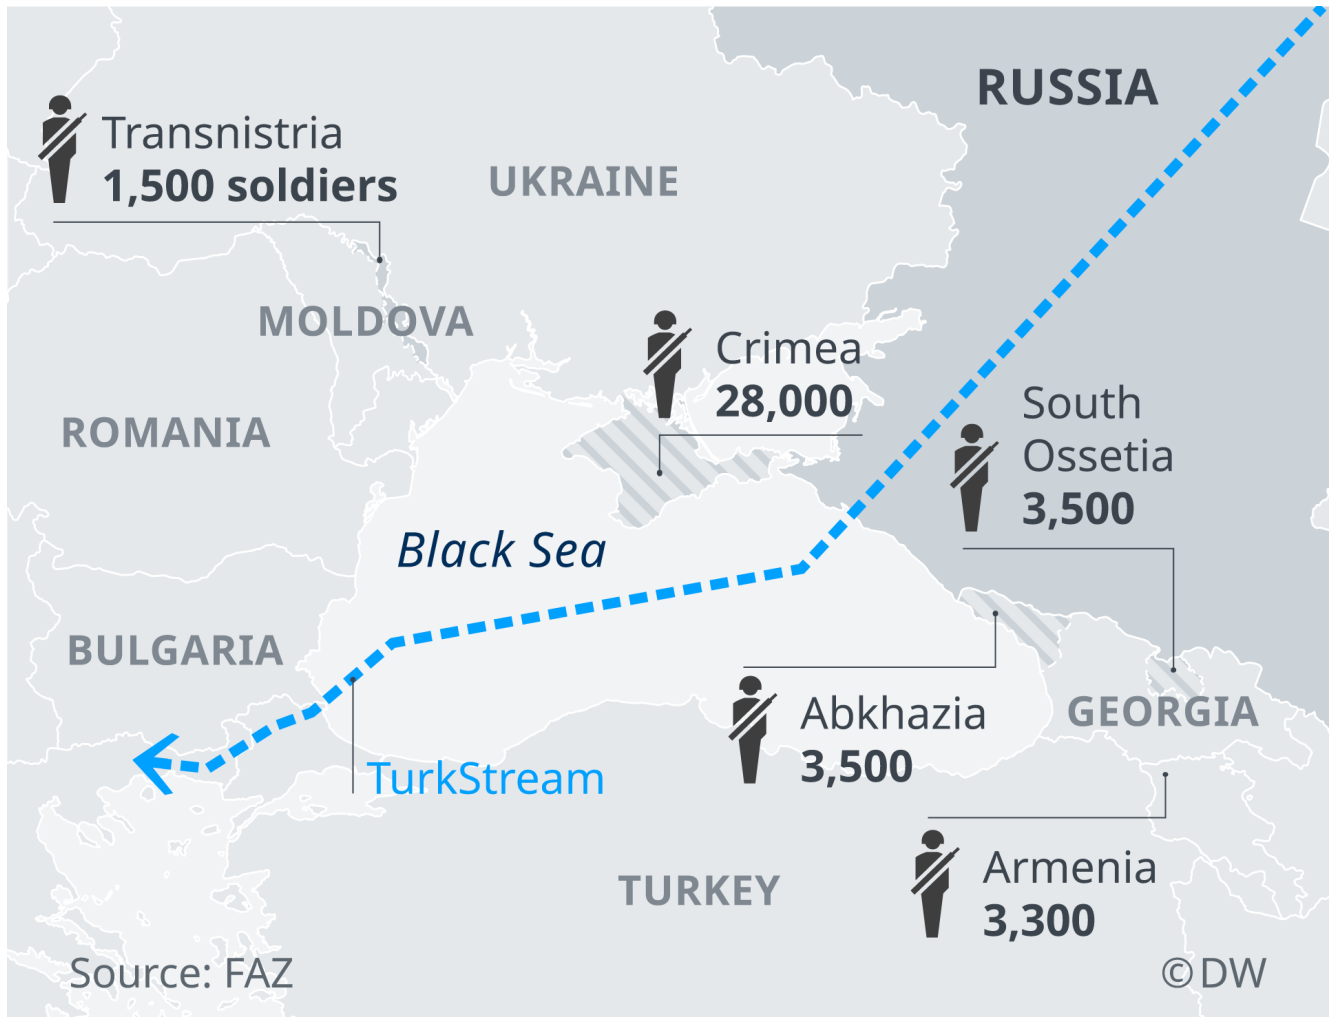 RUSSIA
Transnistria
1,500 soldiers
UKRAINE
MOLDOVA
Crimea
28,000
ROMANIA
South
Ossetia
3,500
Black Sea
BULGARIA
Abkhazia
3,500
GEORGIA
TurkStream
Armenia
3,300
TURKEY
Source: FAZ
© DW